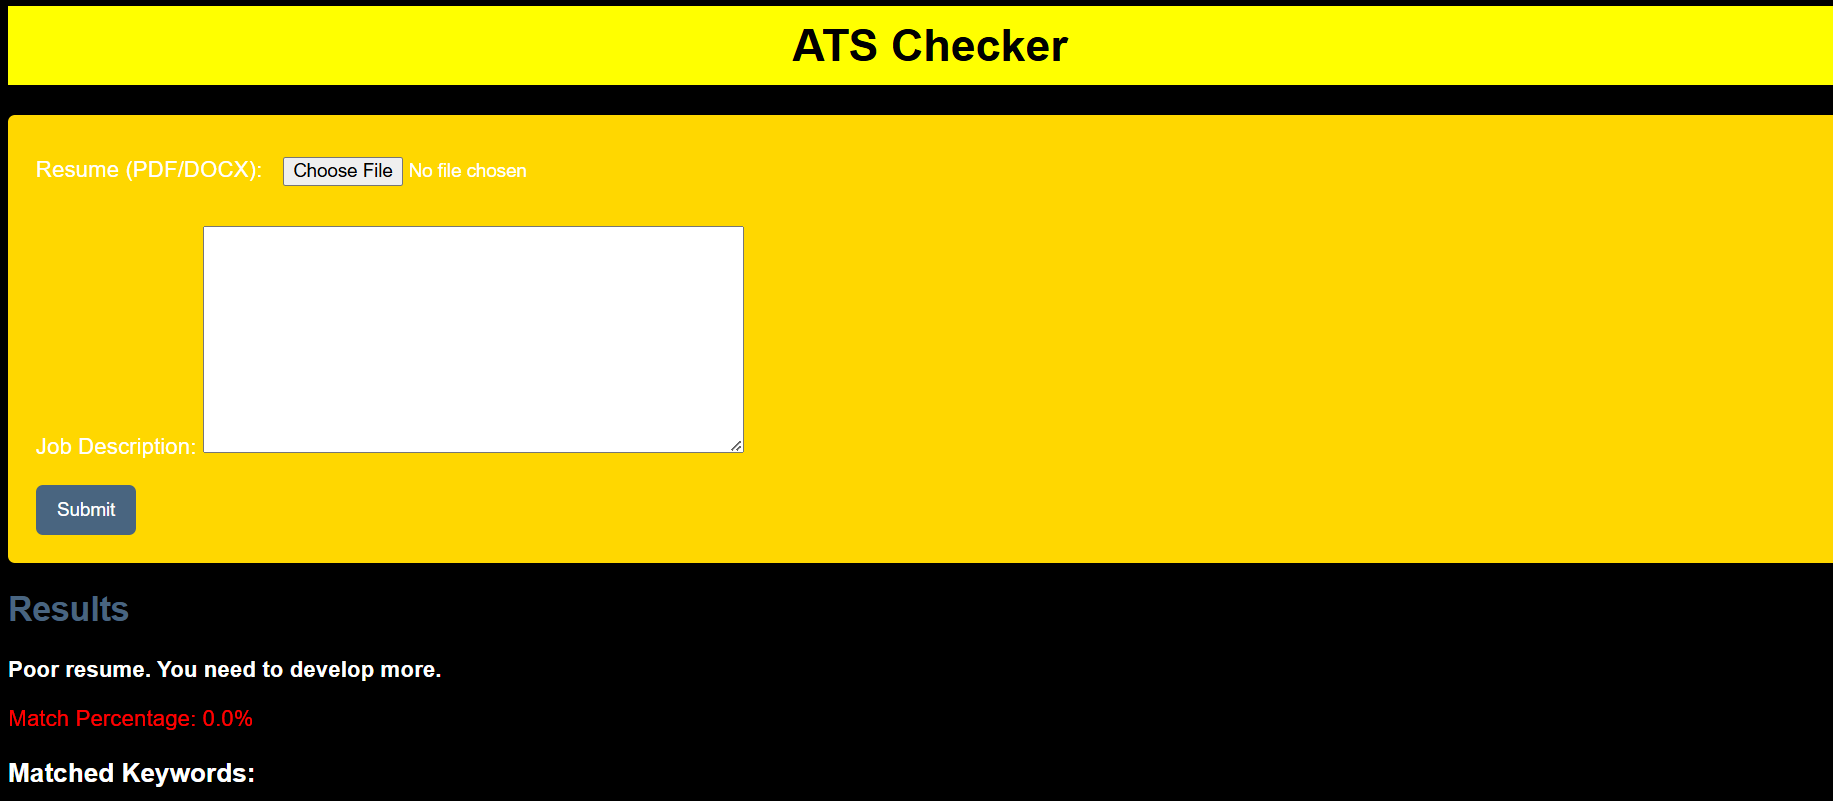 ATS Checker
Resume (PDF/DOCX): Choose File No file chosen
Job Description:
Submit
Results
Poor resume. You need to develop more.
Match Percentage: 0.0%
Matched Keywords: